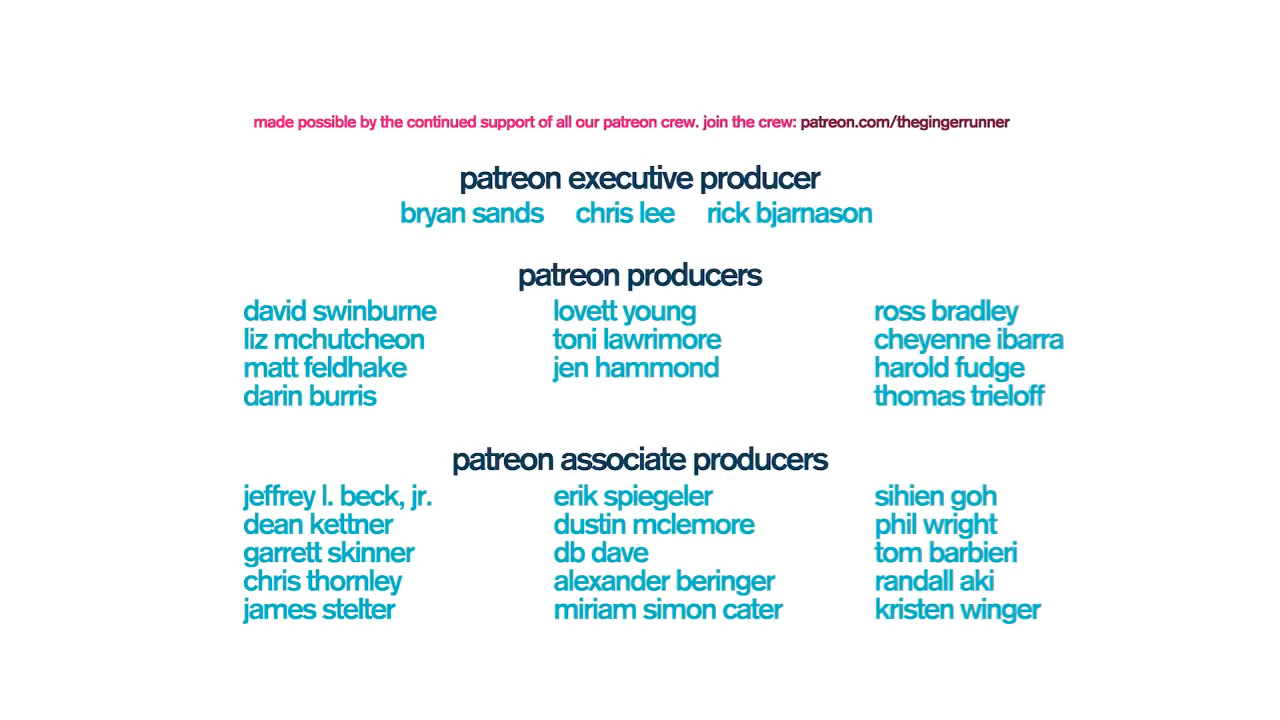 made possible by the continued support of all our patreon crew. join the crew: patreon.com/thegingerrunner
patreon executive producer
bryan sands chris lee rick bjarnason
patreon producers
david swinburne lovett young ross bradley
liz mchutcheon toni lawrimore cheyenne ibarra
matt feldhake jen hammond harold fudge
darin burris thomas trieloff
patreon associate producers
jeffrey l. beck, jr. erik spiegeler sihien goh
dean kettner dustin mclemore phil wright
garrett skinner db dave tom barbieri
chris thornley alexander beringer randall aki
james stelter miriam simon cater kristen winger